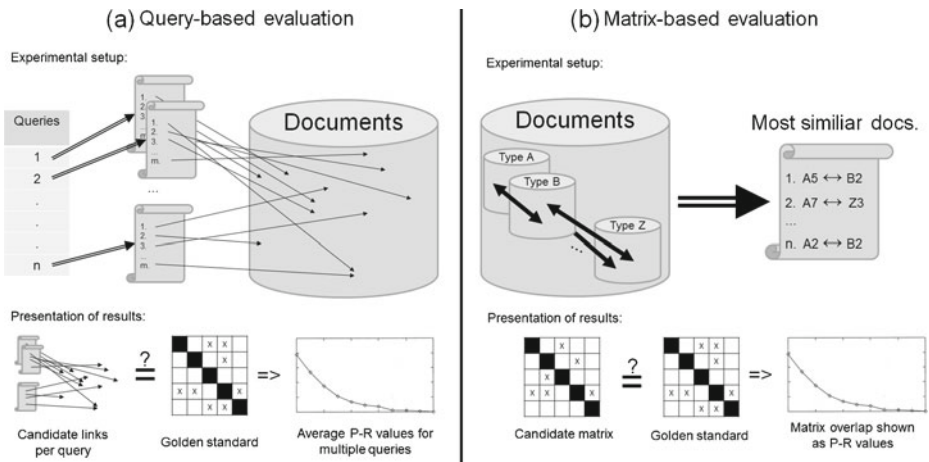 (a) Query-based evaluation
Experimental setup:
Queries
1
2
.
.
.
n
1.
2.
3.
1.
2.
3.
...
m.
...
1.
2.
3.
...
m.
Documents
Presentation of results:
?
=
x x
x
x x x
x x
=>
Candidate links
per query
Golden standard
Average P-R values for
multiple queries
(b) Matrix-based evaluation
Experimental setup:
Documents
Type A
Type B
Type Z
...
Most similiar docs.
1. A5 ↔ B2
2. A7 ↔ Z3
...
n. A2 ↔ B2
Presentation of results:
?
=
=>
Candidate matrix
Golden standard
Matrix overlap shown
as P-R values